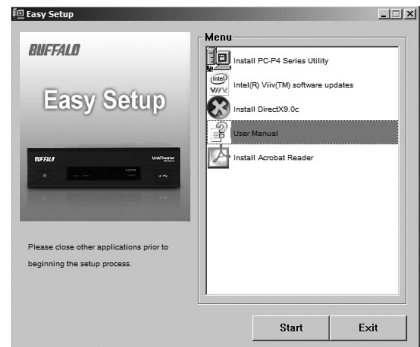 Easy Setup
BUFFALO
Easy Setup
BUFFALO
LinkTheater
Please close other applications prior to
beginning the setup process.
Menu
Install PC-P4 Series Utility
Intel(R) Viiv(TM) software updates
Install DirectX9.0c
User Manual
Install Acrobat Reader
Start
Exit